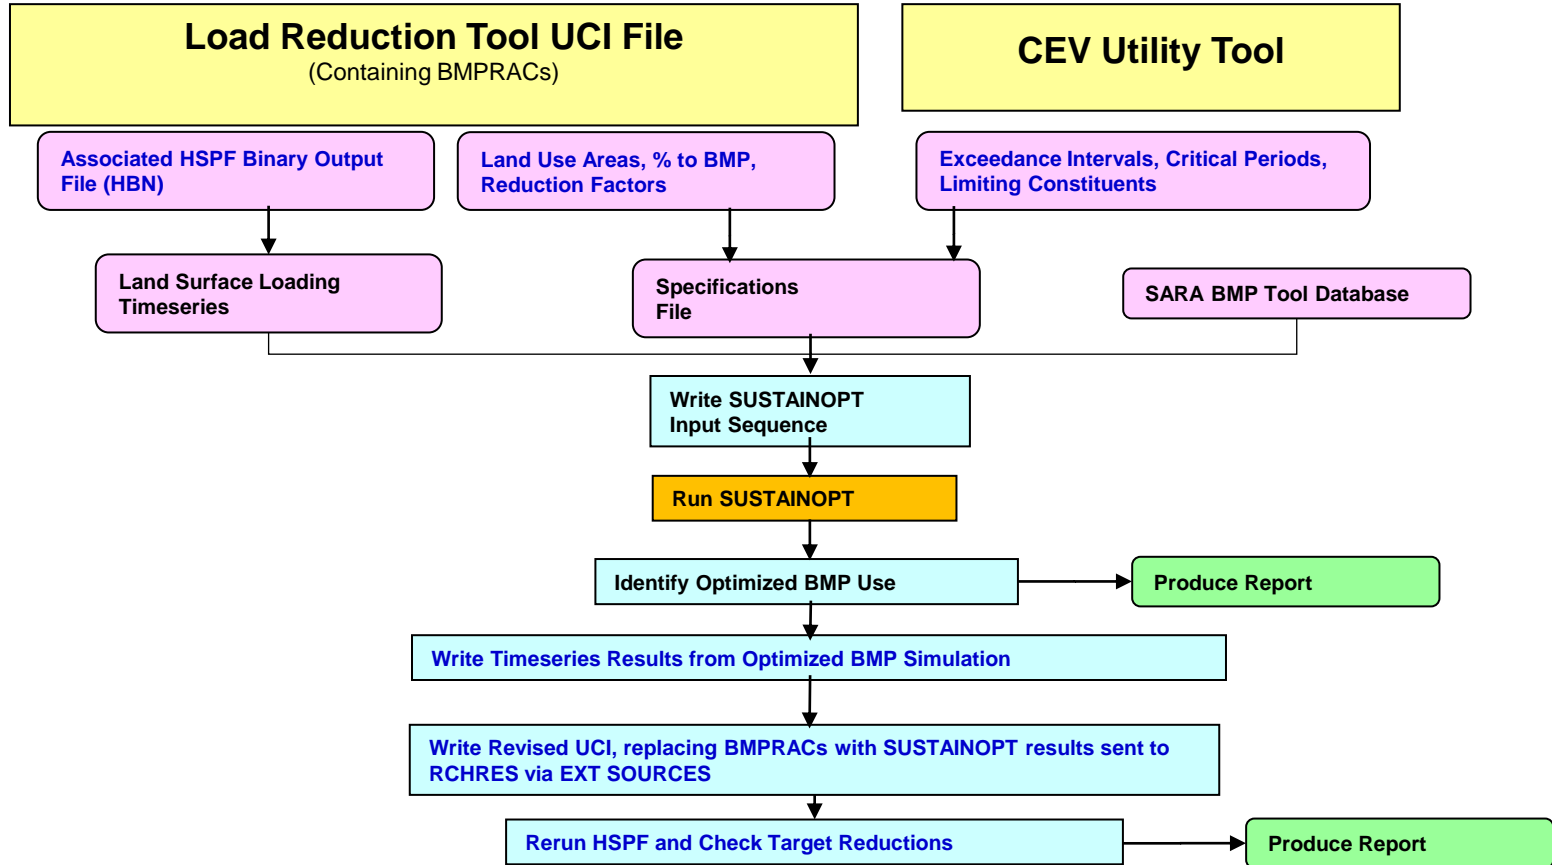 Load Reduction Tool UCI File
(Containing BMPRACs)
CEV Utility Tool
Associated HSPF Binary Output
File (HBN)
Land Use Areas, % to BMP,
Reduction Factors
Exceedance Intervals, Critical Periods,
Limiting Constituents
Land Surface Loading
Timeseries
Specifications
File
SARA BMP Tool Database
Write SUSTAINOPT
Input Sequence
Run SUSTAINOPT
Identify Optimized BMP Use
Produce Report
Write Timeseries Results from Optimized BMP Simulation
Write Revised UCI, replacing BMPRACs with SUSTAINOPT results sent to
RCHRES via EXT SOURCES
Rerun HSPF and Check Target Reductions
Produce Report